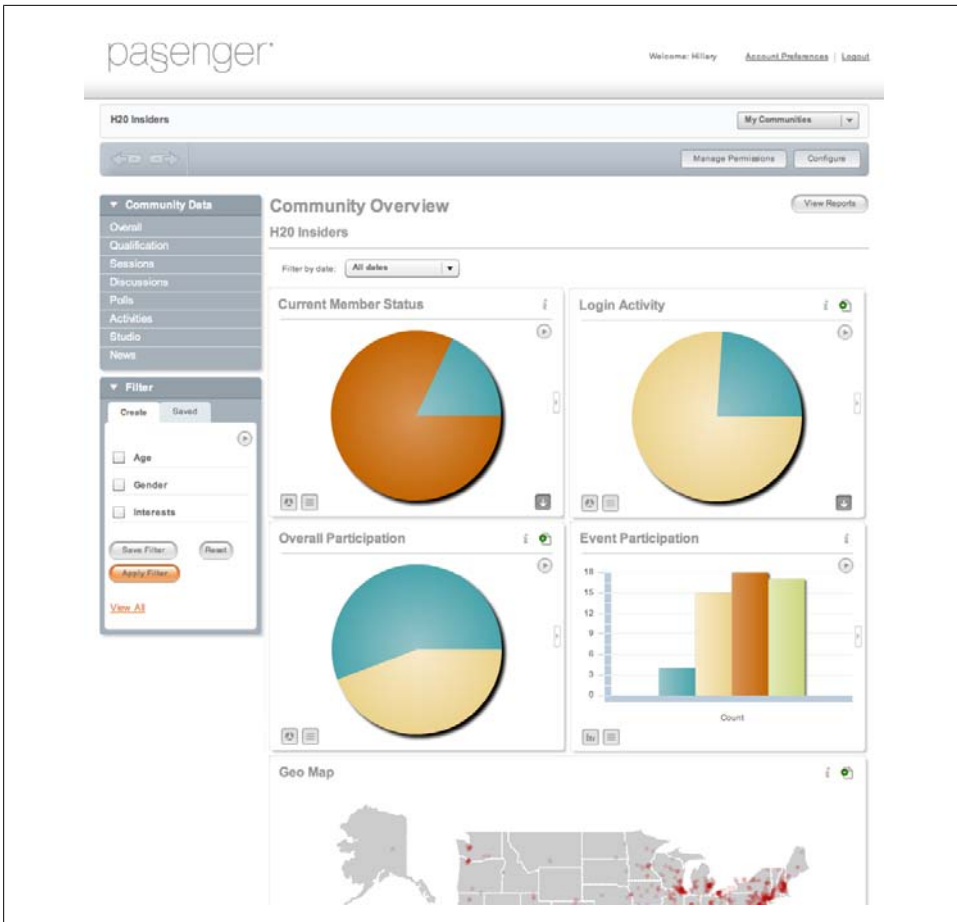 pasenger
Welcome: Hillary Account Preferences | Logout
H20 Insiders My Communities
Manage Permissions Configure
Community Data
Overall
Qualification
Sessions
Discussions
Polls
Activities
Studio
News
Filter
Create Saved
Age
Gender
Interests
Save Filter Reset
Apply Filter
View All
Community Overview View Reports
H20 Insiders
Filter by date: All dates
Current Member Status i
Login Activity i
Overall Participation i
Event Participation i
18
15
12
9
6
3
0
Count
Geo Map i